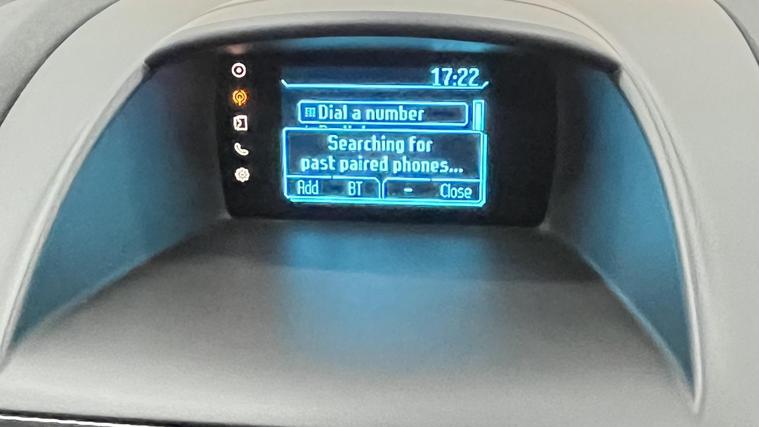 17:22
Dial a number
Searching for
past paired phones...
Add BT - Close